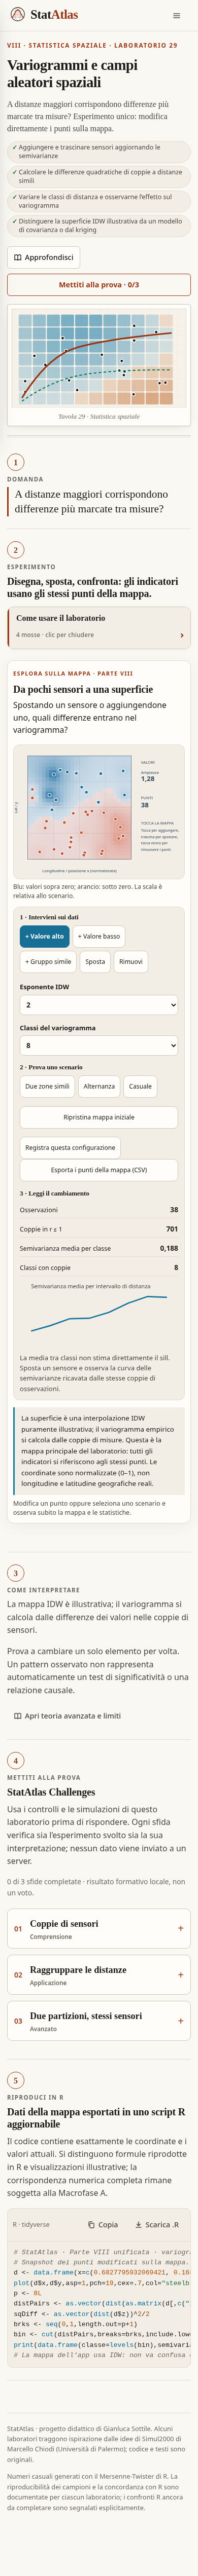 StatAtlas
VIII · STATISTICA SPAZIALE · LABORATORIO 29
Variogrammi e campi
aleatori spaziali
A distanze maggiori corrispondono differenze più
marcate tra misure? Esperimento unico: modifica
direttamente i punti sulla mappa.
✓ Aggiungere e trascinare sensori aggiornando le
semivarianze
✓ Calcolare le differenze quadratiche di coppie a distanze
simili
✓ Variare le classi di distanza e osservarne l'effetto sul
variogramma
✓ Distinguere la superficie IDW illustrativa da un modello
di covarianza o dal kriging
Approfondisci
Mettiti alla prova · 0/3
Tavola 29 · Statistica spaziale
1
DOMANDA
A distanze maggiori corrispondono
differenze più marcate tra misure?
2
ESPERIMENTO
Disegna, sposta, confronta: gli indicatori
usano gli stessi punti della mappa.
Come usare il laboratorio
4 mosse · clic per chiudere
›
ESPLORA SULLA MAPPA · PARTE VIII
Da pochi sensori a una superficie
Spostando un sensore o aggiungendone
uno, quali differenze entrano nel
variogramma?
VALORI
Ampiezza
1,28
PUNTI
38
TOCCA LA MAPPA
Tocca per aggiungere,
trascina per spostare,
tocca vicino per
rimuovere i punti.
Lat / y
Longitudine / posizione x (normalizzata)
Blu: valori sopra zero; arancio: sotto. La scala è
relativa allo scenario.
1 · Intervieni sui dati
+ Valore alto
+ Valore basso
+ Gruppo simile
Sposta
Rimuovi
Esponente IDW
2
Classi del variogramma
8
2 · Prova uno scenario
Due zone simili
Alternanza
Casuale
Ripristina mappa iniziale
Registra questa configurazione
Esporta i punti della mappa (CSV)
3 · Leggi il cambiamento
Osservazioni 38
Coppie in r ≤ 1 701
Semivarianza media per classe 0,188
Classi con coppie 8
Semivarianza media per intervallo di distanza
La media tra classi non stima direttamente il sill.
Sposta un sensore e osserva la curva delle
semivarianze ricavata dalle stesse coppie di
osservazioni.
La superficie è una interpolazione IDW
puramente illustrativa; il variogramma empirico
si calcola dalle coppie di misure. Questa è la
mappa principale del laboratorio: tutti gli
indicatori si riferiscono agli stessi punti. Le
coordinate sono normalizzate (0–1), non
longitudine e latitudine geografiche reali.
Modifica un punto oppure seleziona uno scenario e
osserva subito la mappa e le statistiche.
3
COME INTERPRETARE
La mappa IDW è illustrativa; il variogramma si
calcola dalle differenze dei valori nelle coppie di
sensori.
Prova a cambiare un solo elemento per volta.
Un pattern osservato non rappresenta
automaticamente un test di significatività o una
relazione causale.
Apri teoria avanzata e limiti
4
METTITI ALLA PROVA
StatAtlas Challenges
Usa i controlli e le simulazioni di questo
laboratorio prima di rispondere. Ogni sfida
verifica sia l'esperimento svolto sia la sua
interpretazione; nessun dato viene inviato a un
server.
0 di 3 sfide completate · risultato formativo locale, non
un voto.
01 Coppie di sensori +
Comprensione
02 Raggruppare le distanze +
Applicazione
03 Due partizioni, stessi sensori +
Avanzato
5
RIPRODUCI IN R
Dati della mappa esportati in uno script R
aggiornabile
Il codice contiene esattamente le coordinate e i
valori attuali. Si distinguono formule riprodotte
in R e visualizzazioni illustrative; la
corrispondenza numerica completa rimane
soggetta alla Macrofase A.
R · tidyverse
Copia
Scarica .R
# StatAtlas · Parte VIII unificata · variogr
# Snapshot dei punti modificati sulla mappa.
d <- data.frame(x=c(0.6827795932069421, 0.16
plot(d$x,d$y,asp=1,pch=19,cex=.7,col="steelb
p <- 8L
distPairs <- as.vector(dist(as.matrix(d[,c("
sqDiff <- as.vector(dist(d$z))^2/2
brks <- seq(0,1,length.out=p+1)
bin <- cut(distPairs,breaks=brks,include.low
print(data.frame(classe=levels(bin),semivari
# La mappa dell'app usa IDW: non va confusa
StatAtlas · progetto didattico di Gianluca Sottile. Alcuni
laboratori traggono ispirazione dalle idee di Simul2000 di
Marcello Chiodi (Università di Palermo); codice e testi sono
originali.
Numeri casuali generati con il Mersenne-Twister di R. La
riproducibilità dei campioni e la concordanza con R sono
documentate per ciascun laboratorio; i confronti R ancora
da completare sono segnalati esplicitamente.